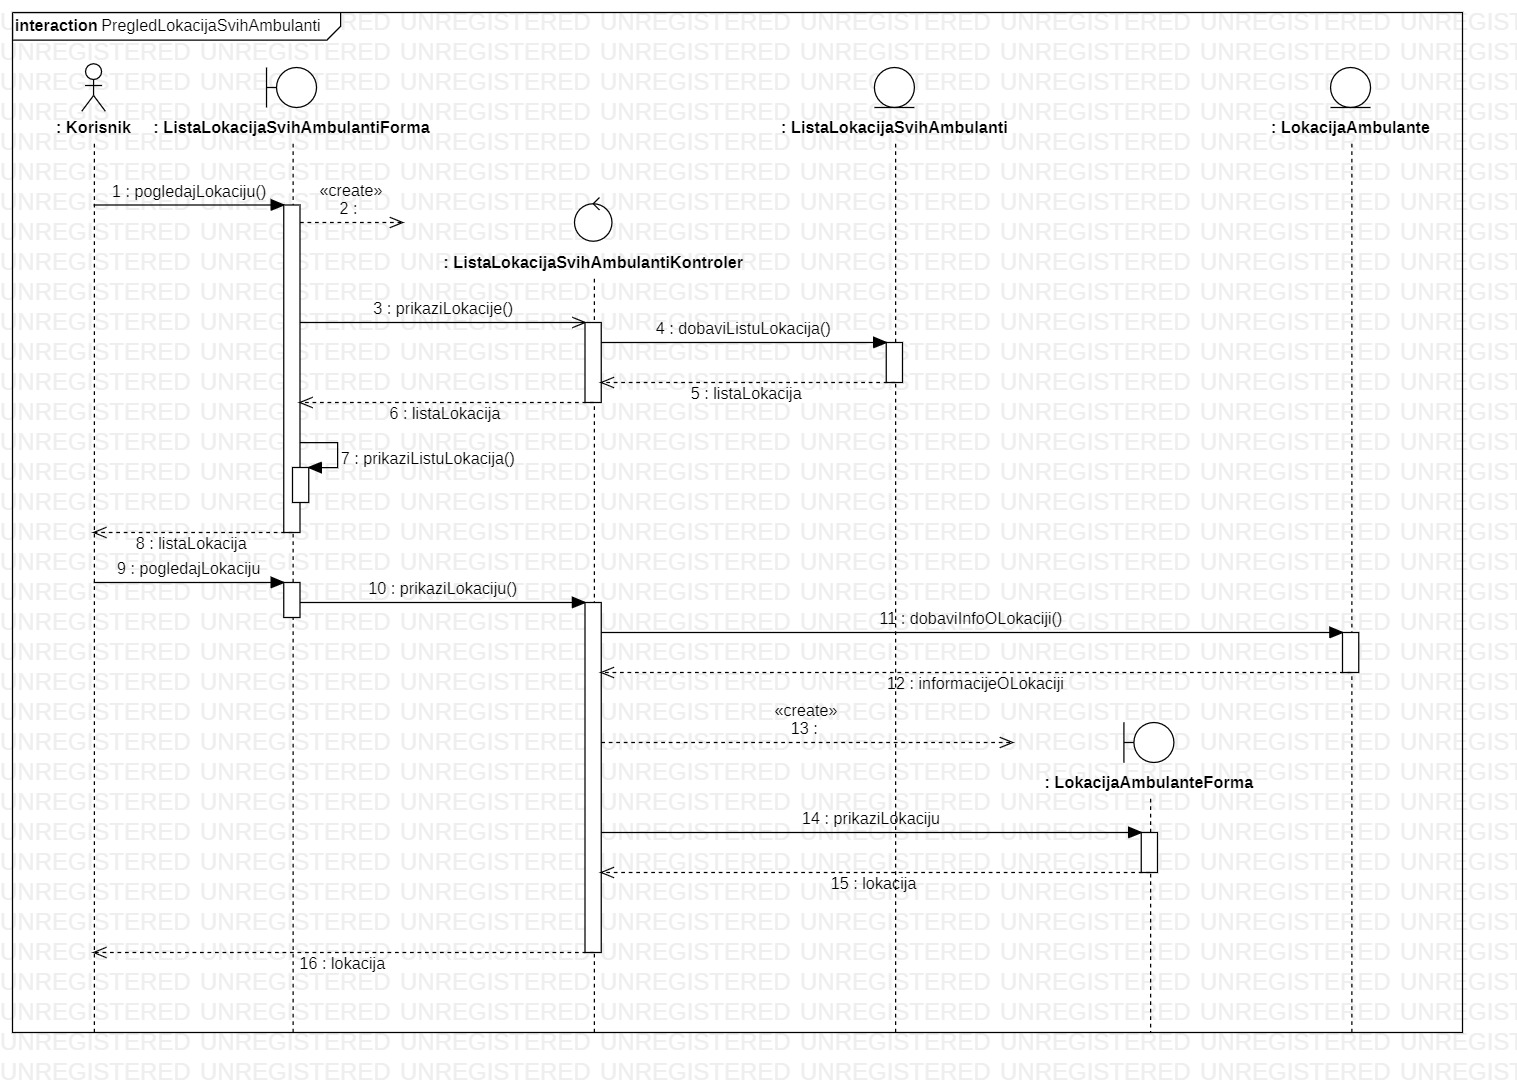 interaction PregledLokacijaSvihAmbulanti
: Korisnik
: ListaLokacijaSvihAmbulantiForma
: ListaLokacijaSvihAmbulanti
: LokacijaAmbulante
1 : pogledajLokaciju()
«create»
2 :
: ListaLokacijaSvihAmbulantiKontroler
3 : prikaziLokacije()
4 : dobaviListuLokacija()
5 : listaLokacija
6 : listaLokacija
7 : prikaziListuLokacija()
8 : listaLokacija
9 : pogledajLokaciju
10 : prikaziLokaciju()
11 : dobaviInfoOLokaciji()
12 : informacijeOLokaciji
«create»
13 :
: LokacijaAmbulanteForma
14 : prikaziLokaciju
15 : lokacija
16 : lokacija
UNREGISTERED